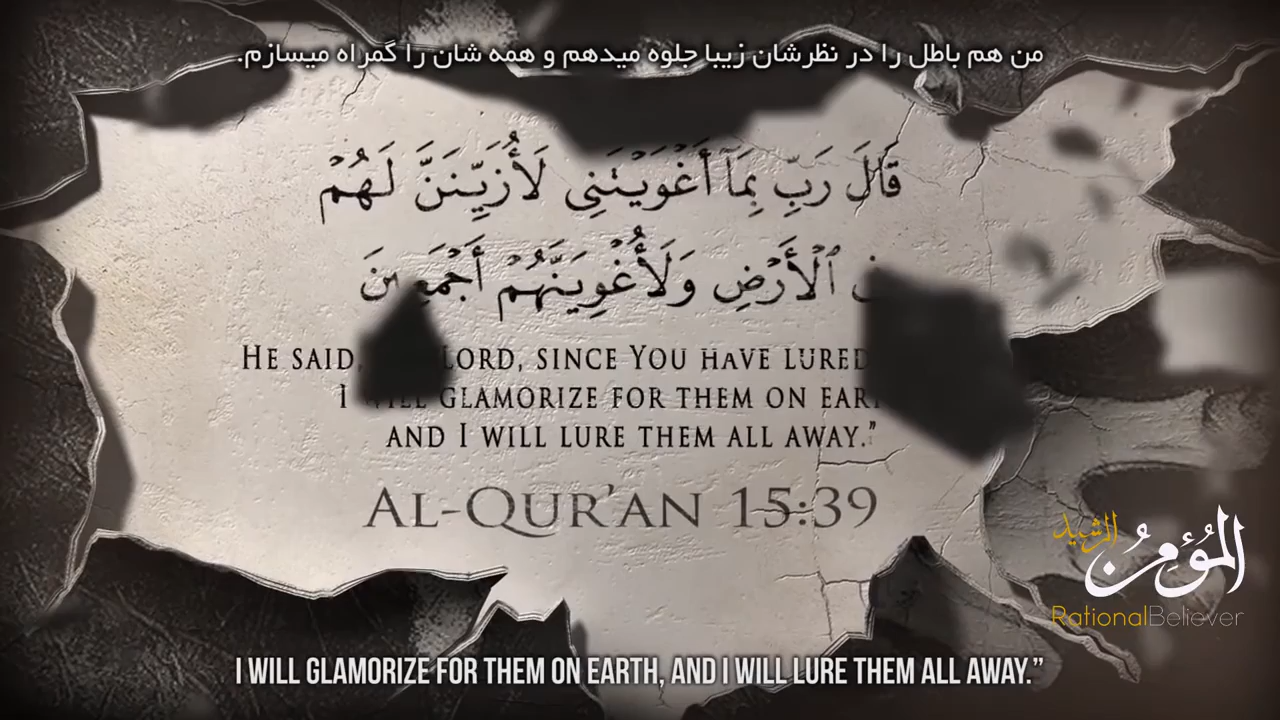 من هم باطل را در نظرشان زیبا جلوه میدهم و همه شان را گمراه میسازم.
قَالَ رَبِّ بِمَآ أَغْوَيْتَنِى لَأُزَيِّنَنَّ لَهُمْ
ٱلْأَرْضِ وَلَأُغْوِيَنَّهُمْ أَجْمَعِينَ
HE SAID, LORD, SINCE YOU HAVE LURED
I WILL GLAMORIZE FOR THEM ON
AND I WILL LURE THEM ALL AWAY.”
AL-QUR’AN 15:39
المؤمن الرشيد
RationalBeliever
I WILL GLAMORIZE FOR THEM ON EARTH, AND I WILL LURE THEM ALL AWAY.”